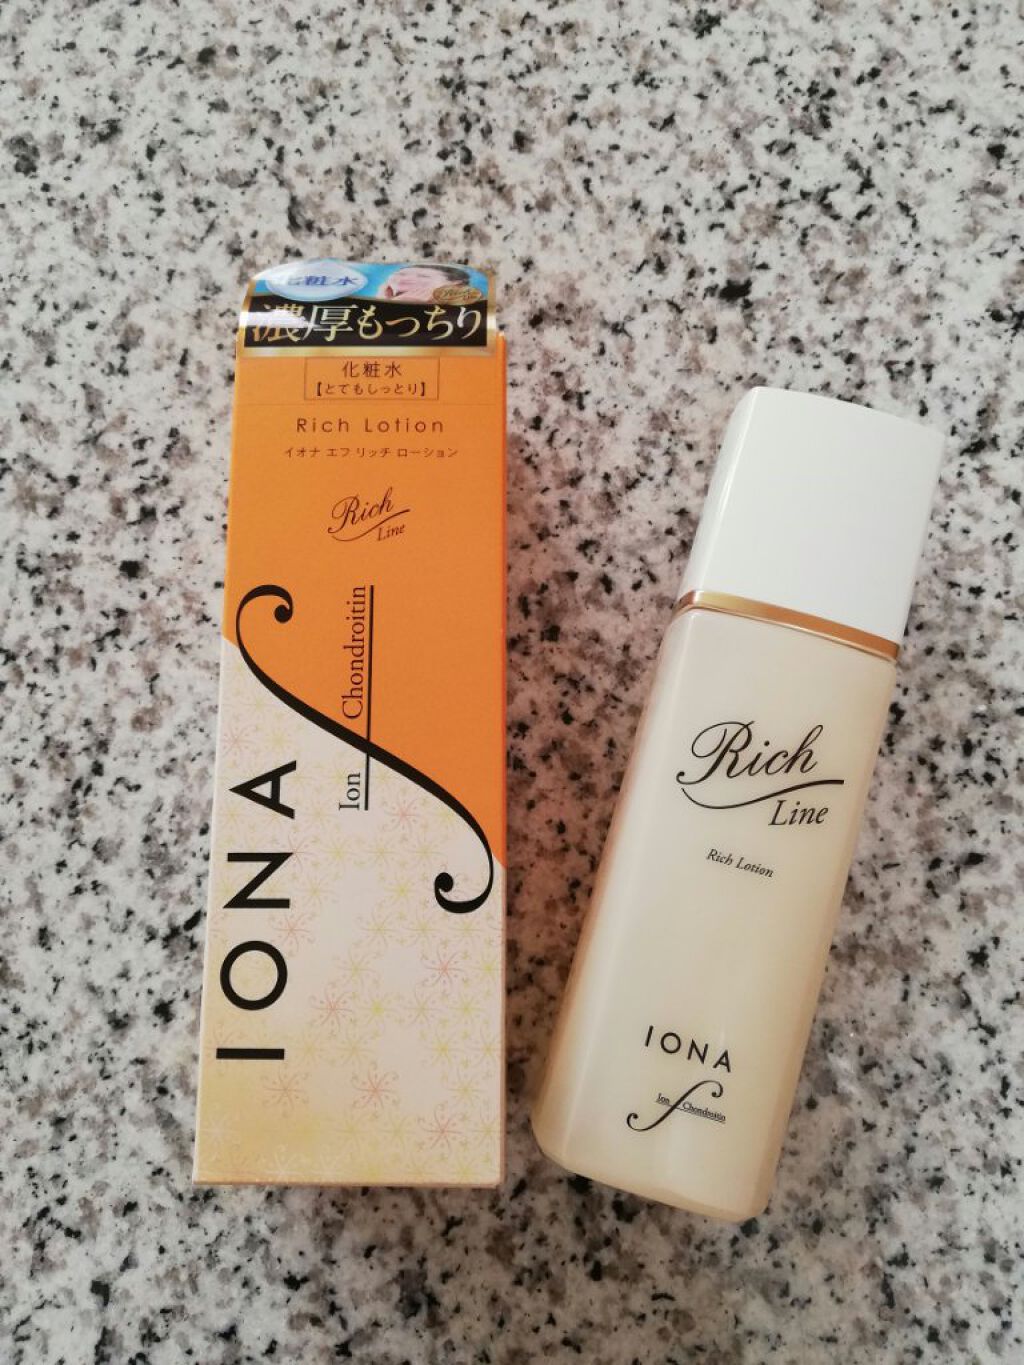 化粧水
濃厚もっちり
化粧水
【とてもしっとり】
Rich Lotion
イオナ エフ リッチ ローション
Rich
Line
Ion Chondroitin
IONA
Rich
Line
Rich Lotion
IONA
Ion Chondroitin